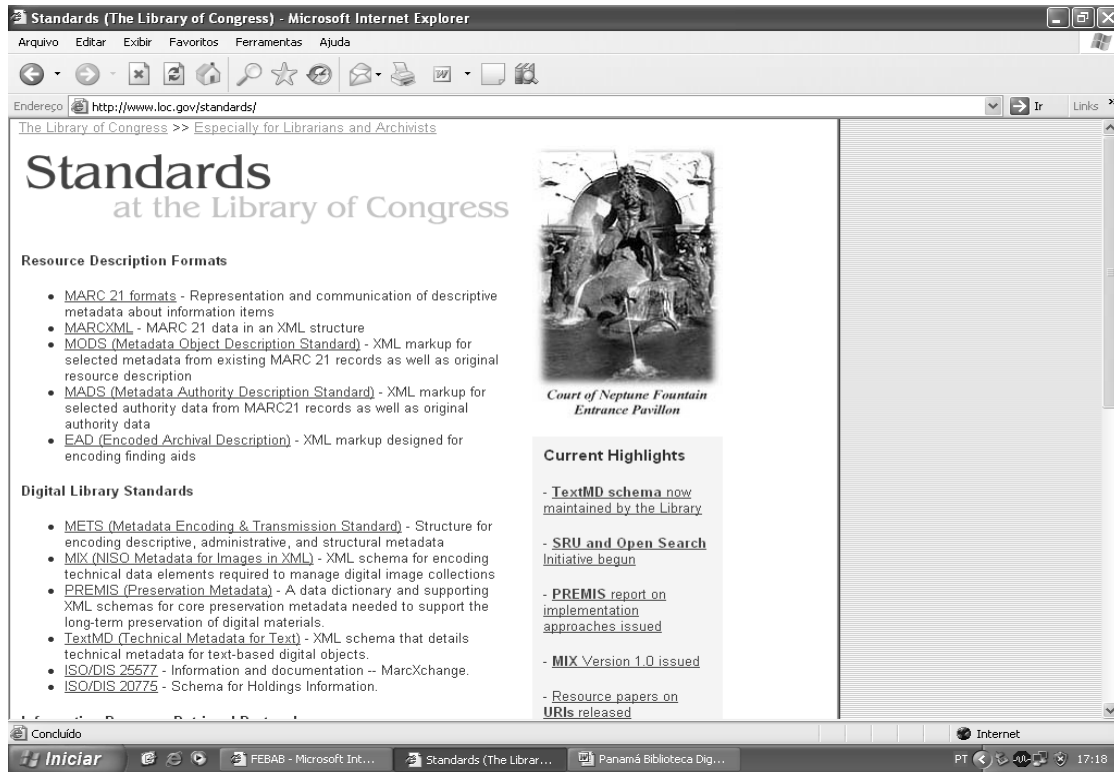 Standards (The Library of Congress) - Microsoft Internet Explorer
Arquivo Editar Exibir Favoritos Ferramentas Ajuda
Endereço http://www.loc.gov/standards/ Ir Links »
The Library of Congress >> Especially for Librarians and Archivists
Standards
at the Library of Congress
Resource Description Formats
• MARC 21 formats - Representation and communication of descriptive
metadata about information items
• MARCXML - MARC 21 data in an XML structure
• MODS (Metadata Object Description Standard) - XML markup for
selected metadata from existing MARC 21 records as well as original
resource description
• MADS (Metadata Authority Description Standard) - XML markup for
selected authority data from MARC21 records as well as original
authority data
• EAD (Encoded Archival Description) - XML markup designed for
encoding finding aids
Digital Library Standards
• METS (Metadata Encoding & Transmission Standard) - Structure for
encoding descriptive, administrative, and structural metadata
• MIX (NISO Metadata for Images in XML) - XML schema for encoding
technical data elements required to manage digital image collections
• PREMIS (Preservation Metadata) - A data dictionary and supporting
XML schemas for core preservation metadata needed to support the
long-term preservation of digital materials.
• TextMD (Technical Metadata for Text) - XML schema that details
technical metadata for text-based digital objects.
• ISO/DIS 25577 - Information and documentation -- MarcXchange.
• ISO/DIS 20775 - Schema for Holdings Information.
Court of Neptune Fountain
Entrance Pavillon
Current Highlights
- TextMD schema now
maintained by the Library
- SRU and Open Search
Initiative begun
- PREMIS report on
implementation
approaches issued
- MIX Version 1.0 issued
- Resource papers on
URIs released
Concluído Internet
Iniciar FEBAB - Microsoft Int... Standards (The Librar... Panamá Biblioteca Dig... PT 17:18